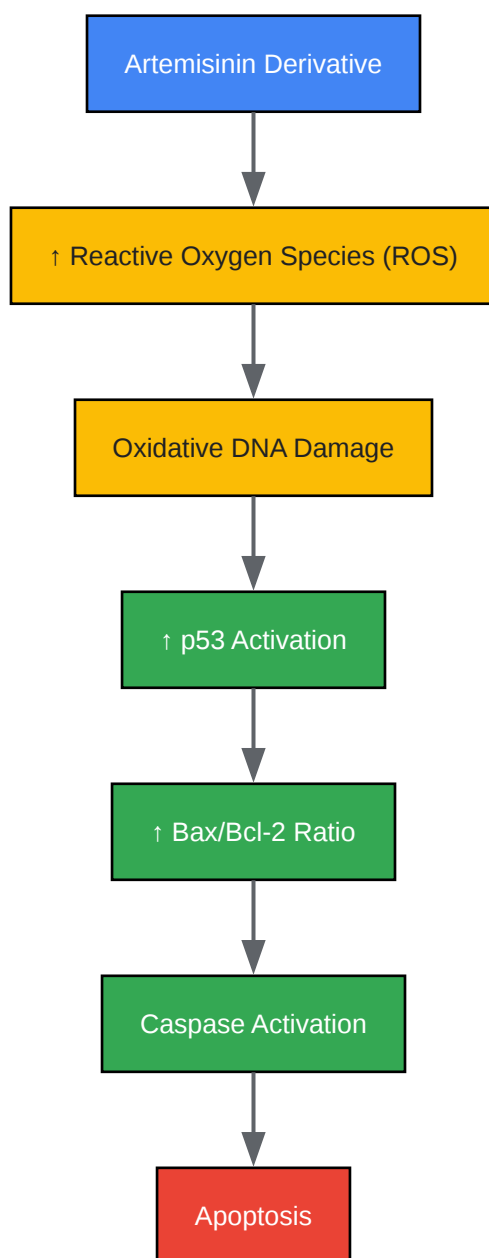 Artemisinin Derivative
↑ Reactive Oxygen Species (ROS)
Oxidative DNA Damage
↑ p53 Activation
↑ Bax/Bcl-2 Ratio
Caspase Activation
Apoptosis